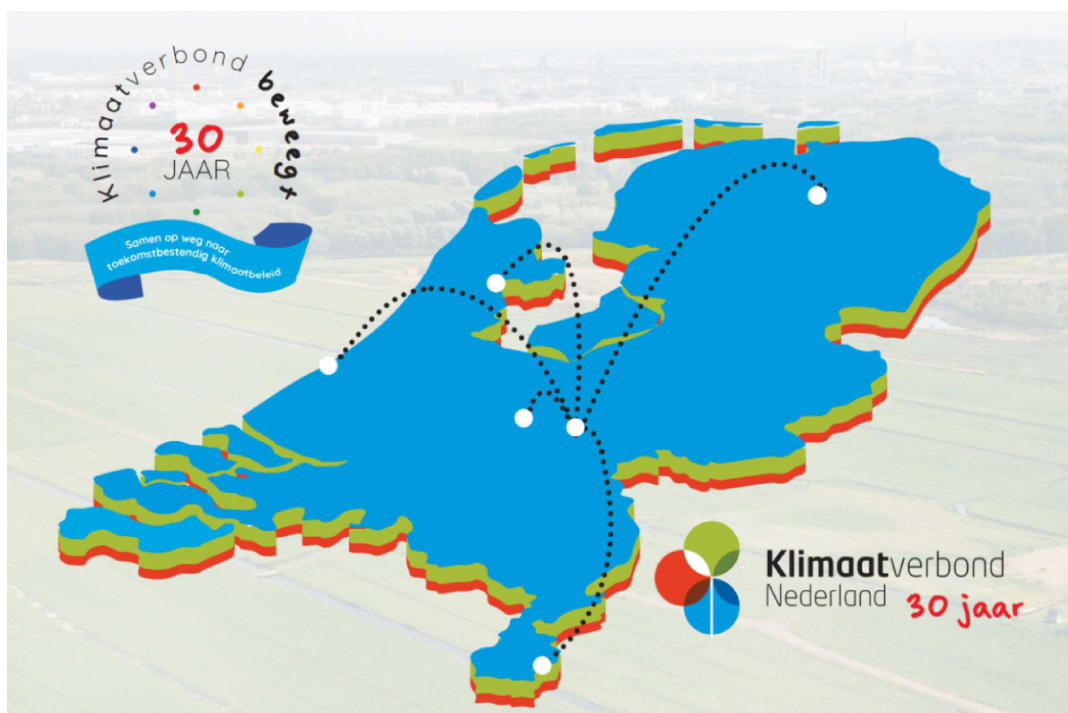 Klimaatverbond beweegt
30
JAAR
Samen op weg naar
toekomstbestendig klimaatbeleid
Klimaatverbond
Nederland 30 jaar